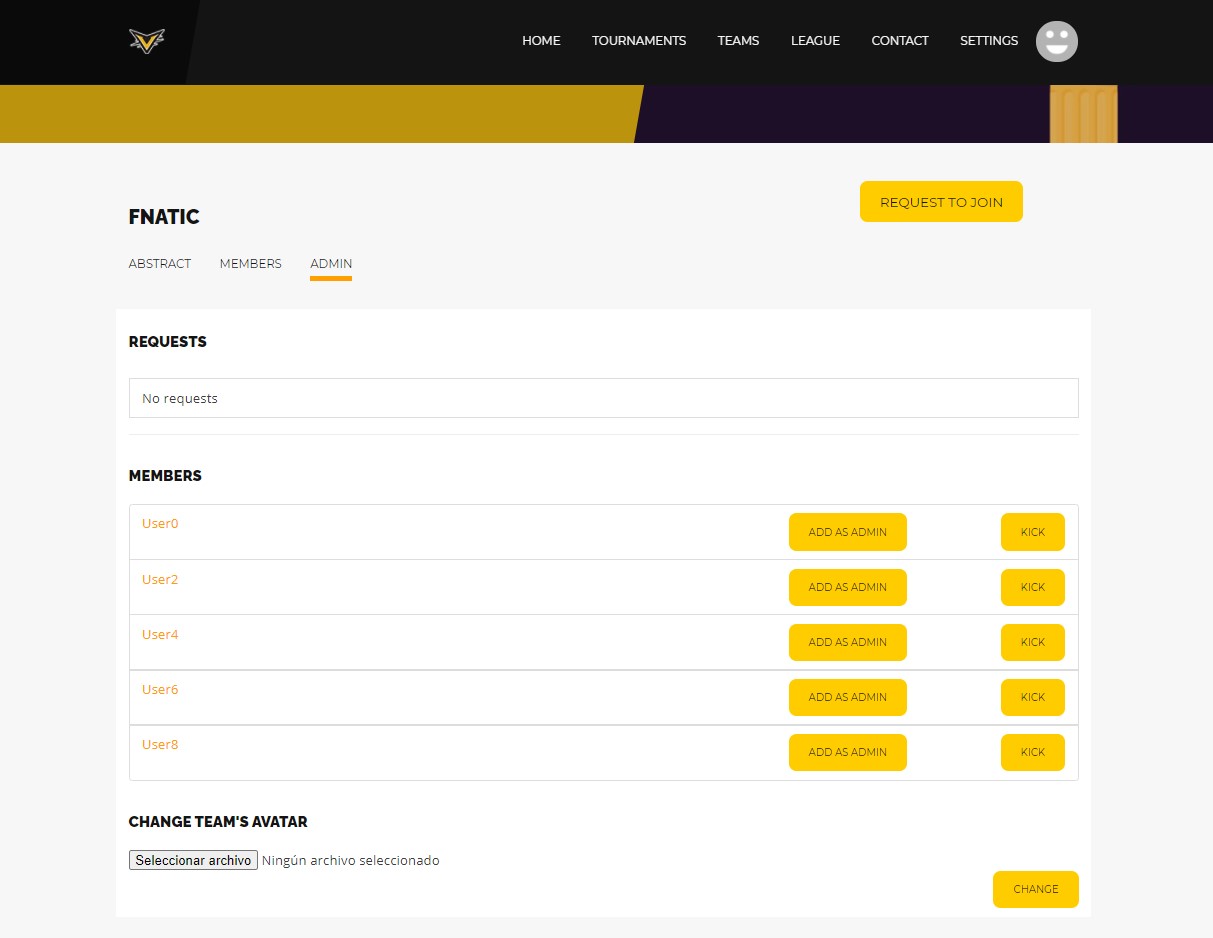 HOME TOURNAMENTS TEAMS LEAGUE CONTACT SETTINGS
REQUEST TO JOIN
FNATIC
ABSTRACT MEMBERS ADMIN
REQUESTS
No requests
MEMBERS
User0 ADD AS ADMIN KICK
User2 ADD AS ADMIN KICK
User4 ADD AS ADMIN KICK
User6 ADD AS ADMIN KICK
User8 ADD AS ADMIN KICK
CHANGE TEAM'S AVATAR
Seleccionar archivo Ningún archivo seleccionado
CHANGE